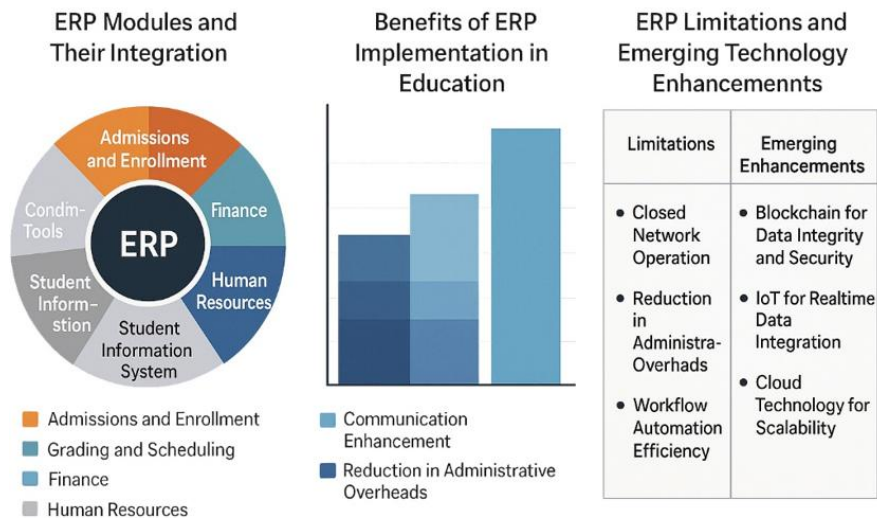 ERP Modules and
Their Integration
Admissions
and Enrollment
Finance
Human
Resources
Student
Information
System
Student
Inform-
stion
Condm-
Tools
ERP
Admissions and Enrollment
Grading and Scheduling
Finance
Human Resources
Benefits of ERP
Implementation in
Education
Communication
Enhancement
Reduction in Administrative
Overheads
ERP Limitations and
Emerging Technology
Enhancemennts
Limitations
Emerging
Enhancements
• Closed
Network
Operation
• Reduction
in
Administra-
Overhads
• Workflow
Automation
Efficiency
• Blockchain for
Data Integrity
and Security
• IoT for Realtime
Data
Integration
• Cloud
Technology for
Scalability